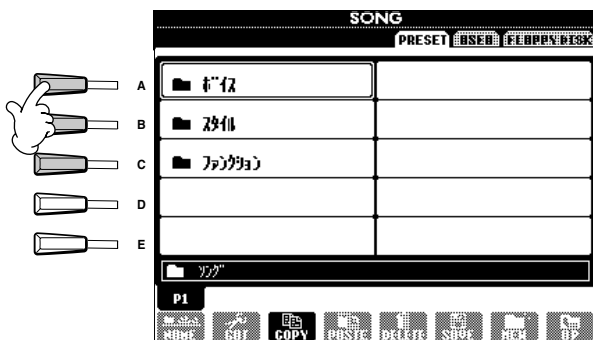 SONG
PRESET USER FLOPPY DISK
A ボイス
B スタイル
C ファンクション
D
E
ソング
P1
NAME CUT COPY PASTE DELETE SAVE NEW UP